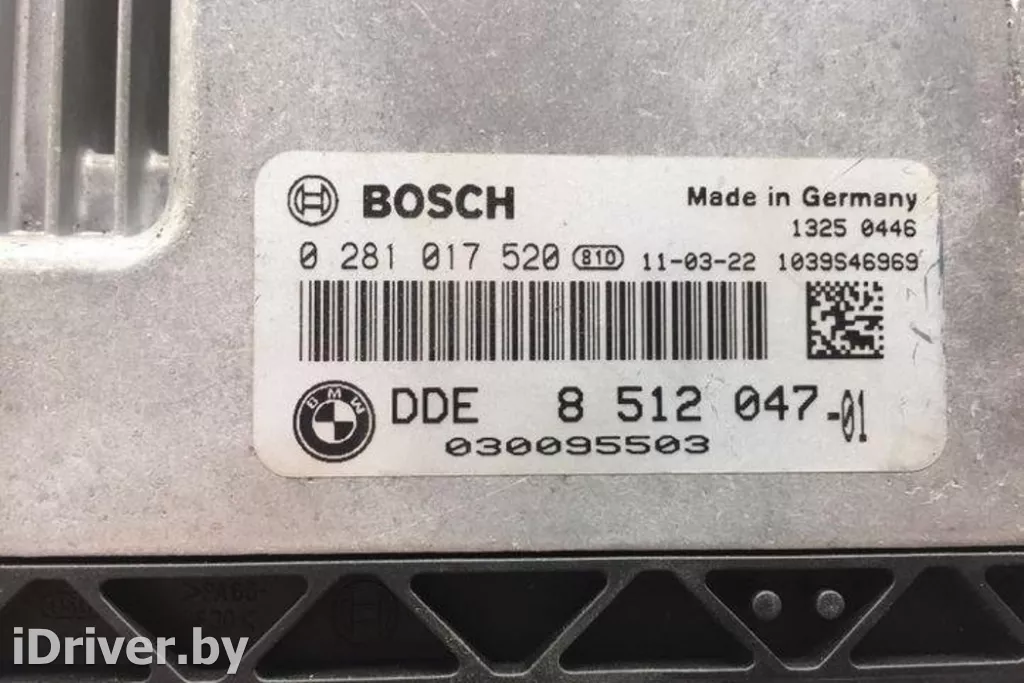 BOSCH Made in Germany
1325 0446
0 281 017 520 810 11-03-22 1039S46969
BMW DDE 8 512 047-01
030095503
iDriver.by